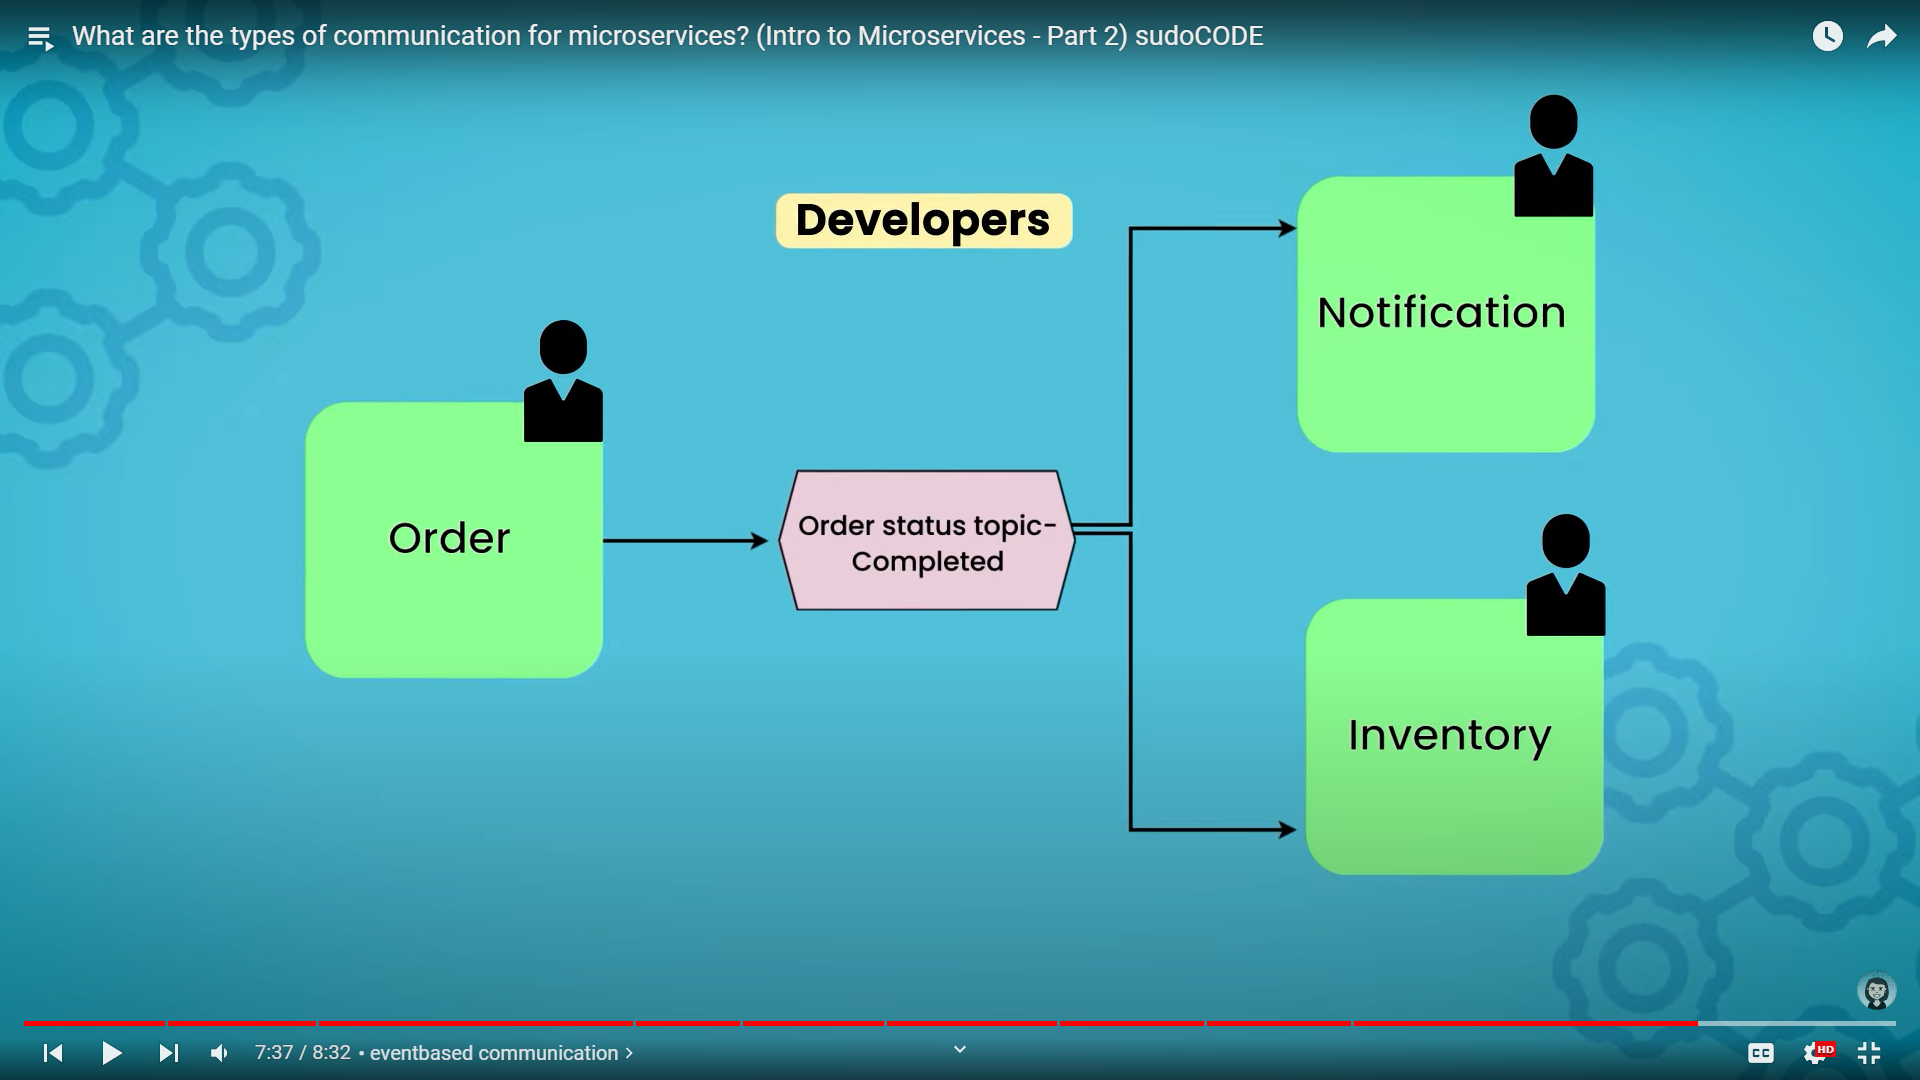 What are the types of communication for microservices? (Intro to Microservices - Part 2) sudoCODE
Developers
Notification
Order
Order status topic-
Completed
Inventory
7:37 / 8:32 • eventbased communication >
CC
HD